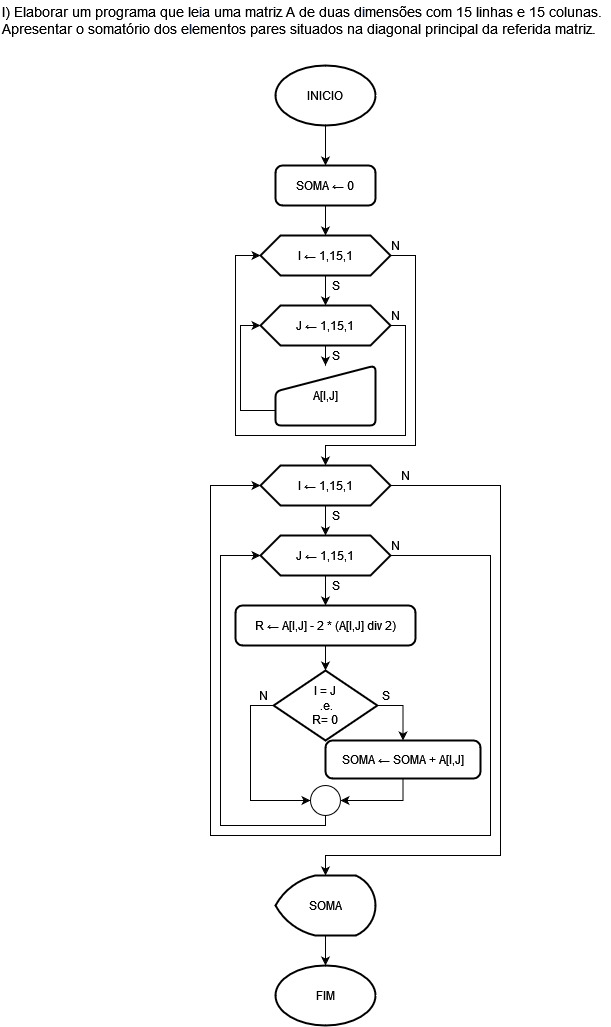 I) Elaborar um programa que leia uma matriz A de duas dimensões com 15 linhas e 15 colunas.
Apresentar o somatório dos elementos pares situados na diagonal principal da referida matriz.
INICIO
SOMA ← 0
I ← 1,15,1
N
S
J ← 1,15,1
N
S
A[I,J]
I ← 1,15,1
N
S
J ← 1,15,1
N
S
R ← A[I,J] - 2 * (A[I,J] div 2)
N
I = J
.e.
R= 0
S
SOMA ← SOMA + A[I,J]
SOMA
FIM